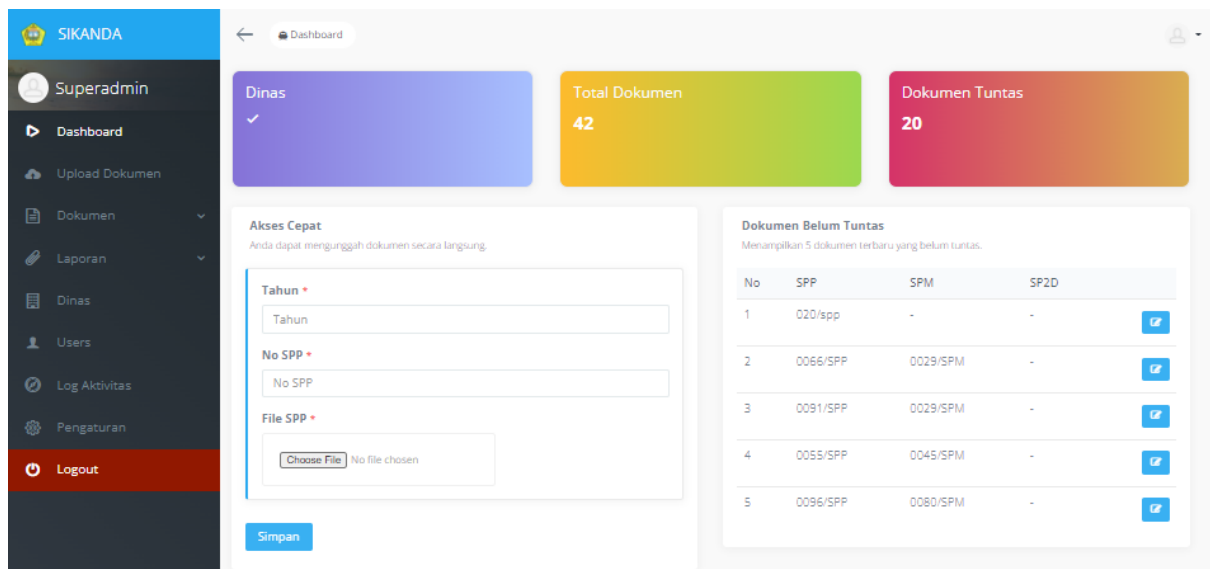 SIKANDA
Dashboard
Superadmin
Dashboard
Upload Dokumen
Dokumen
Laporan
Dinas
Users
Log Aktivitas
Pengaturan
Logout
Dinas
Total Dokumen
42
Dokumen Tuntas
20
Akses Cepat
Anda dapat mengunggah dokumen secara langsung.
Tahun *
Tahun
No SPP *
No SPP
File SPP *
Choose File No file chosen
Simpan
Dokumen Belum Tuntas
Menampilkan 5 dokumen terbaru yang belum tuntas.
No SPP SPM SP2D
1 020/spp - -
2 0066/SPP 0029/SPM -
3 0091/SPP 0029/SPM -
4 0055/SPP 0045/SPM -
5 0096/SPP 0080/SPM -